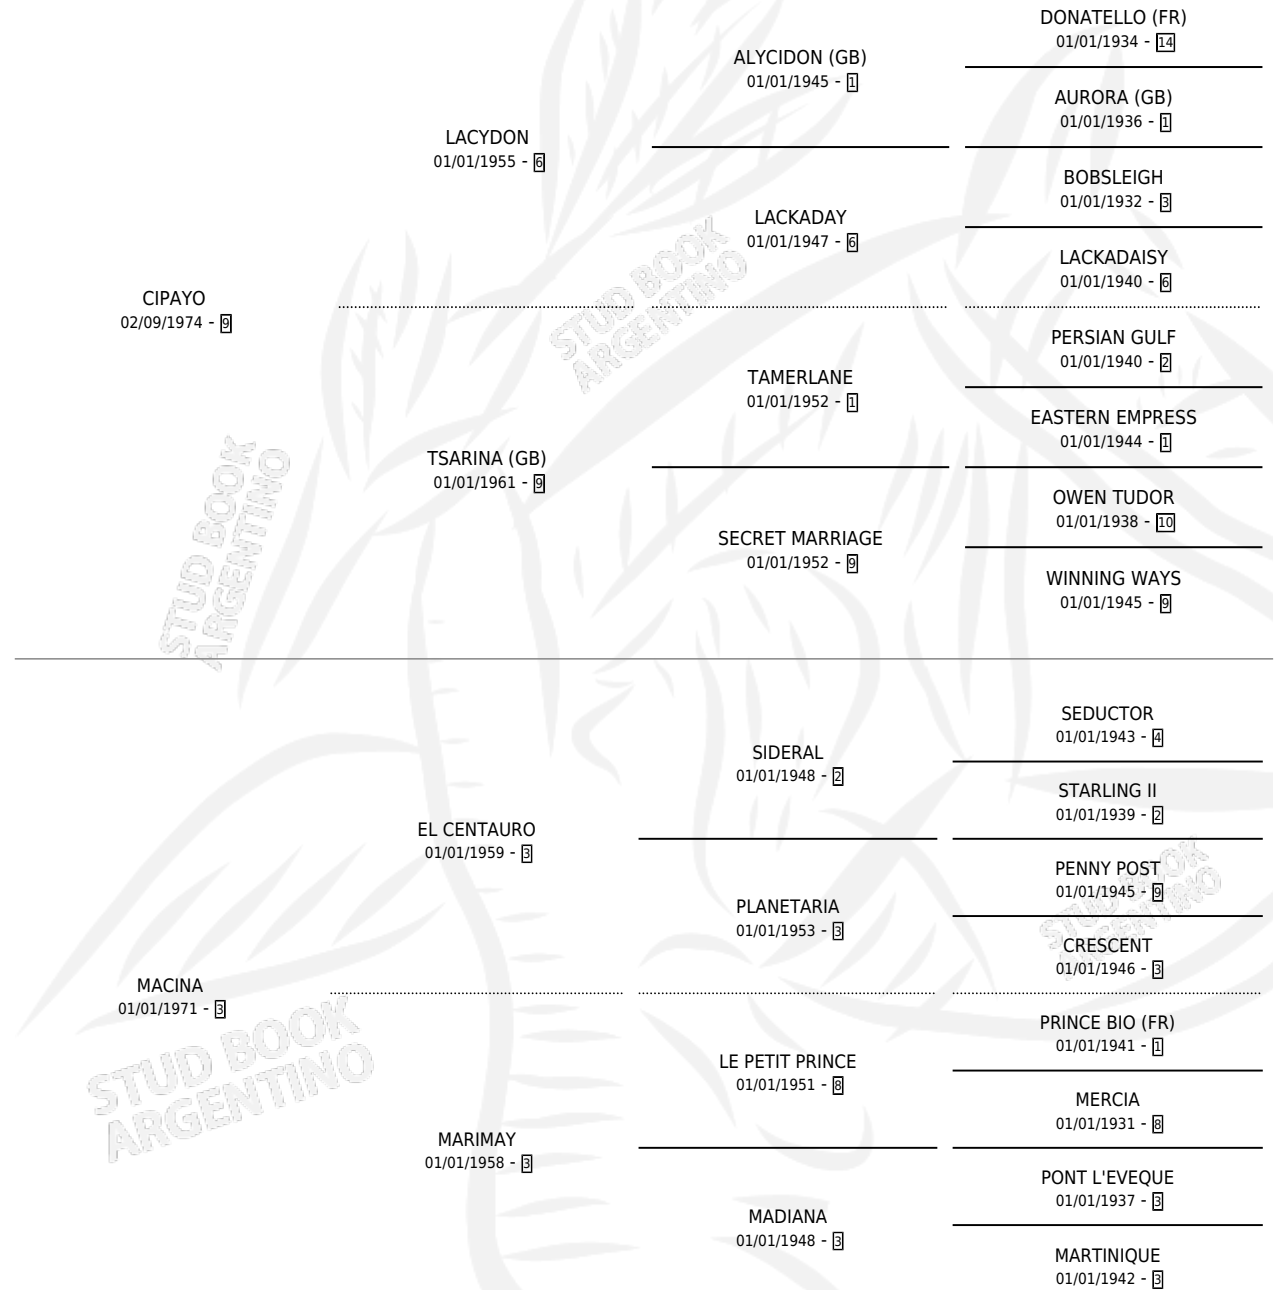 DONATELLO (FR)
01/01/1934 - 14
ALYCIDON (GB)
01/01/1945 - 1
AURORA (GB)
01/01/1936 - 1
LACYDON
01/01/1955 - 6
BOBSLEIGH
01/01/1932 - 3
LACKADAY
01/01/1947 - 6
LACKADAISY
01/01/1940 - 6
CIPAYO
02/09/1974 - 9
PERSIAN GULF
01/01/1940 - 2
TAMERLANE
01/01/1952 - 1
EASTERN EMPRESS
01/01/1944 - 1
TSARINA (GB)
01/01/1961 - 9
OWEN TUDOR
01/01/1938 - 10
SECRET MARRIAGE
01/01/1952 - 9
WINNING WAYS
01/01/1945 - 9
STUD BOOK
ARGENTINO
STUD BOOK
ARGENTINO
SEDUCTOR
01/01/1943 - 4
SIDERAL
01/01/1948 - 2
STARLING II
01/01/1939 - 2
EL CENTAURO
01/01/1959 - 3
PENNY POST
01/01/1945 - 9
PLANETARIA
01/01/1953 - 3
CRESCENT
01/01/1946 - 3
STUD BOOK
ARGENTINO
MACINA
01/01/1971 - 3
PRINCE BIO (FR)
01/01/1941 - 1
LE PETIT PRINCE
01/01/1951 - 8
MERCIA
01/01/1931 - 8
STUD BOOK
ARGENTINO
MARIMAY
01/01/1958 - 3
PONT L'EVEQUE
01/01/1937 - 3
MADIANA
01/01/1948 - 3
MARTINIQUE
01/01/1942 - 3